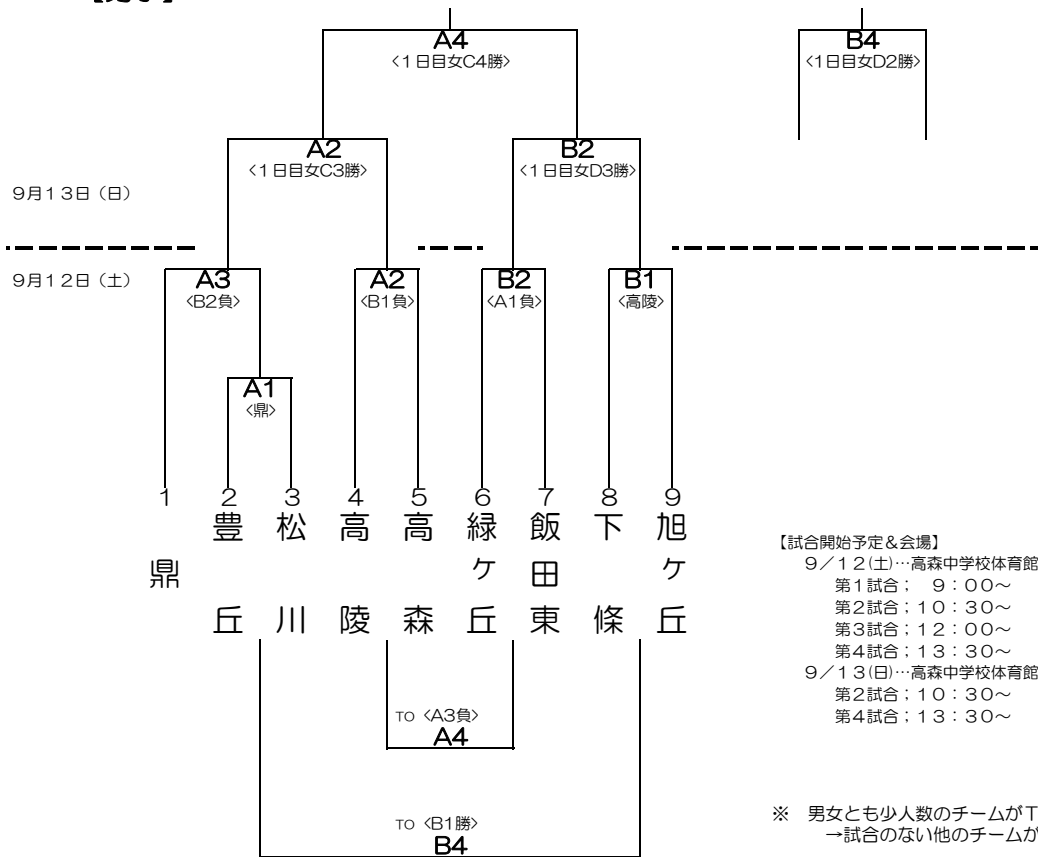 A4
<1日目女C4勝>
B4
<1日目女D2勝>
A2
<1日目女C3勝>
B2
<1日目女D3勝>
9月13日（日）
9月12日（土）
A3
<B2負>
A2
<B1負>
B2
<A1負>
B1
<高陵>
A1
<鼎>
1 2 3 4 5 6 7 8 9
鼎
豊丘
松川
高陵
高森
緑ケ丘
飯田東
下條
旭ケ丘
【試合開始予定&会場】
9／12(土)…高森中学校体育館
第1試合； 9：00～
第2試合；10：30～
第3試合；12：00～
第4試合；13：30～
9／13(日)…高森中学校体育館
第2試合；10：30～
第4試合；13：30～
TO <A3負>
A4
TO <B1勝>
B4
※ 男女とも少人数のチームがT
→試合のない他のチームが